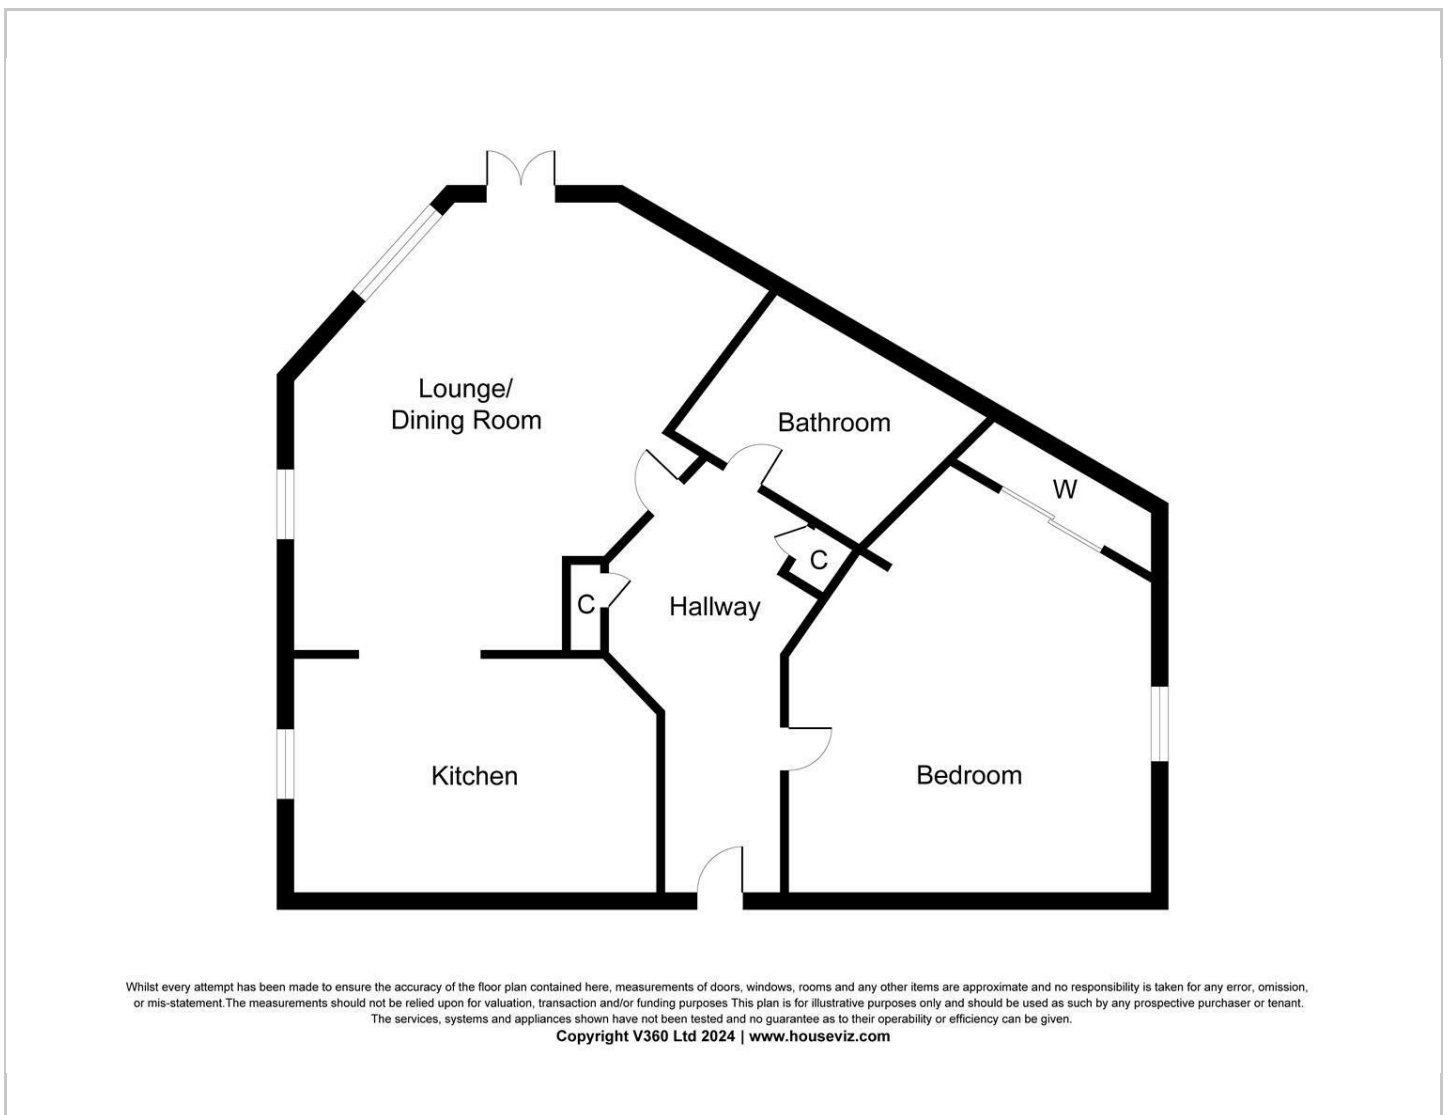 Lounge/
Dining Room
Bathroom
W
C
C
Hallway
Kitchen
Bedroom
Whilst every attempt has been made to ensure the accuracy of the floor plan contained here, measurements of doors, windows, rooms and any other items are approximate and no responsibility is taken for any error, omission,
or mis-statement.The measurements should not be relied upon for valuation, transaction and/or funding purposes This plan is for illustrative purposes only and should be used as such by any prospective purchaser or tenant.
The services, systems and appliances shown have not been tested and no guarantee as to their operability or efficiency can be given.
Copyright V360 Ltd 2024 | www.houseviz.com